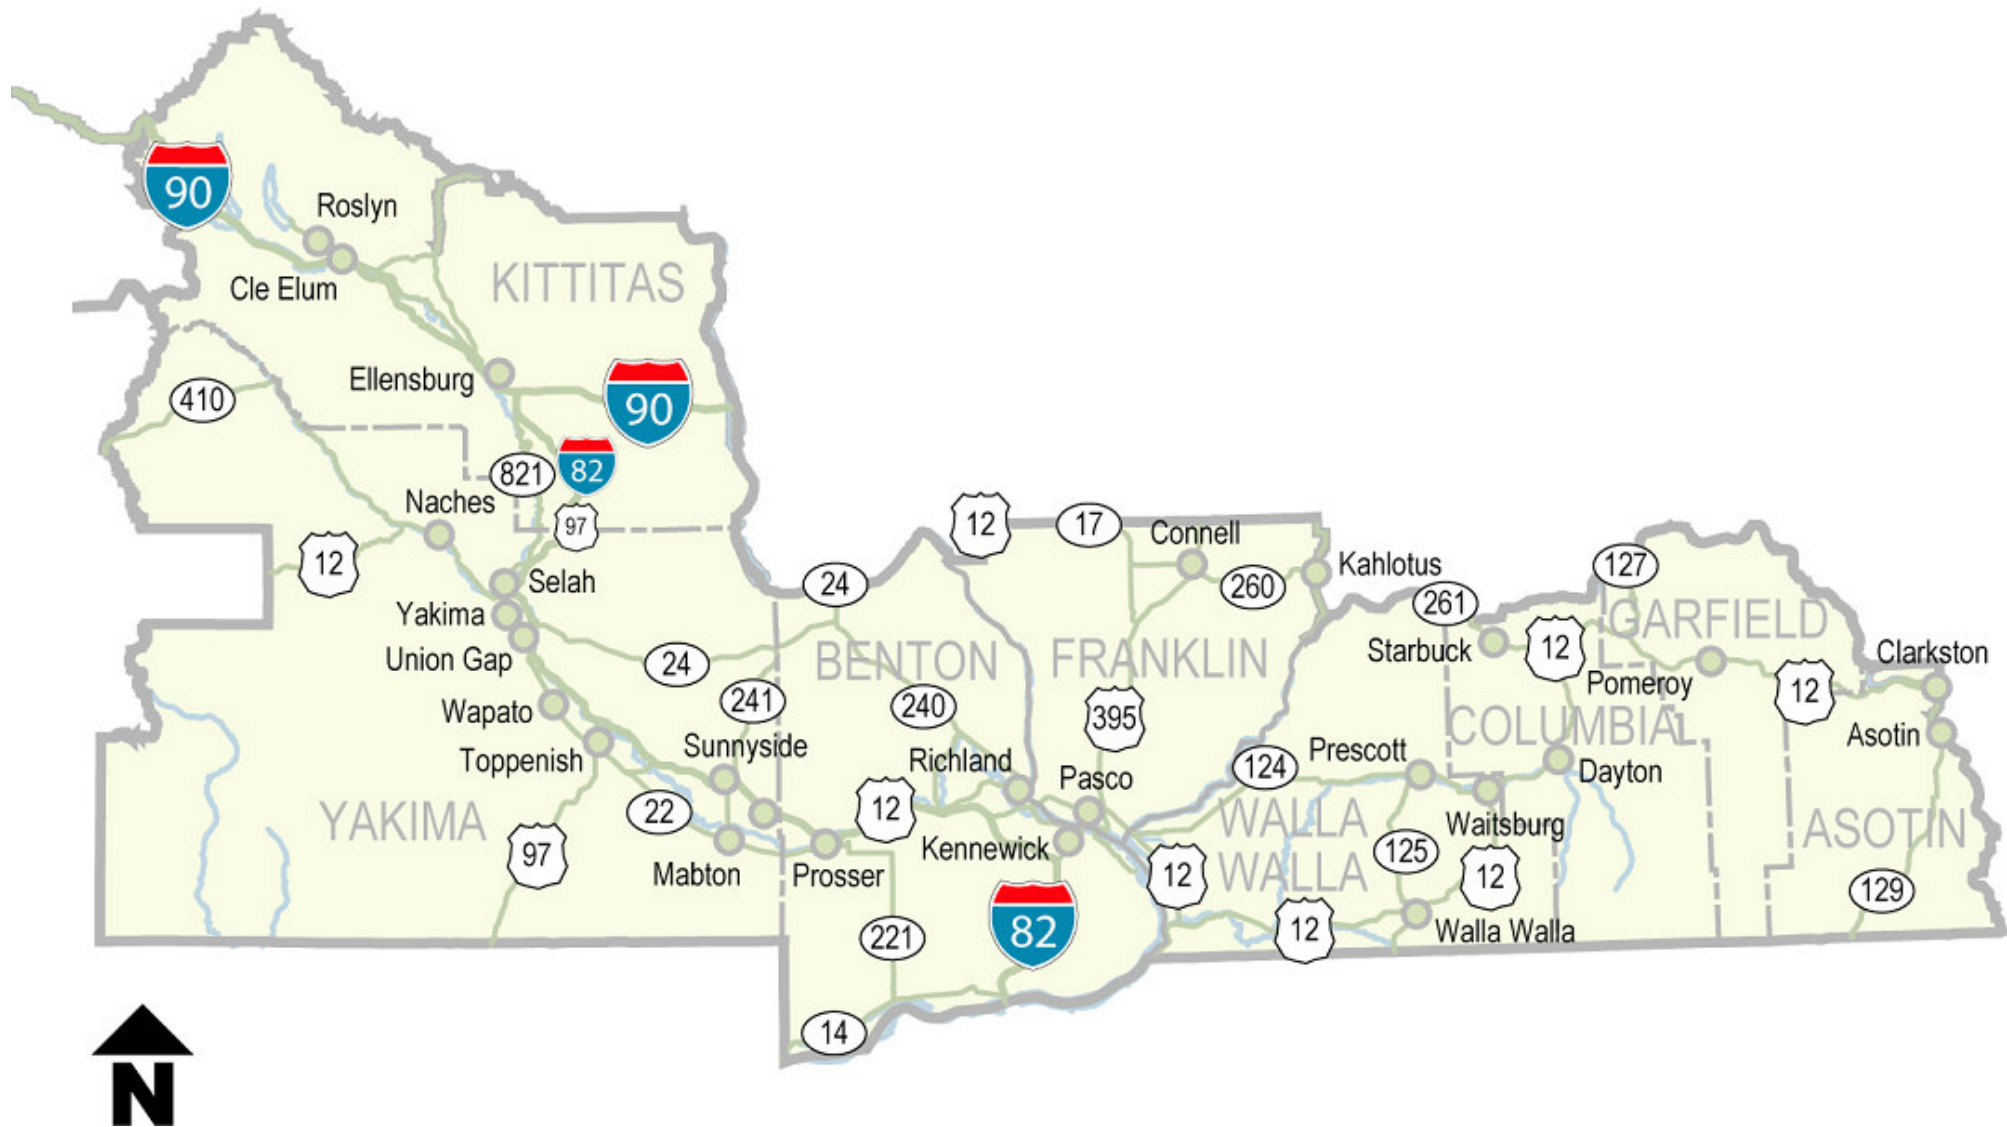 90
Roslyn
Cle Elum
KITTITAS
Ellensburg
90
410
821
82
Naches
97
12
12
17
Connell
Kahlotus
260
127
Selah
24
261
GARFIELD
Yakima
Union Gap
24
BENTON
FRANKLIN
Starbuck
12
Clarkston
Pomeroy
12
Wapato
241
240
395
COLUMBIA
Asotin
Toppenish
Sunnyside
Richland
Pasco
124
Prescott
Dayton
YAKIMA
22
12
WALLA
WALLA
Waitsburg
ASOTIN
97
Kennewick
125
Mabton
Prosser
12
12
129
221
82
12
Walla Walla
14
N